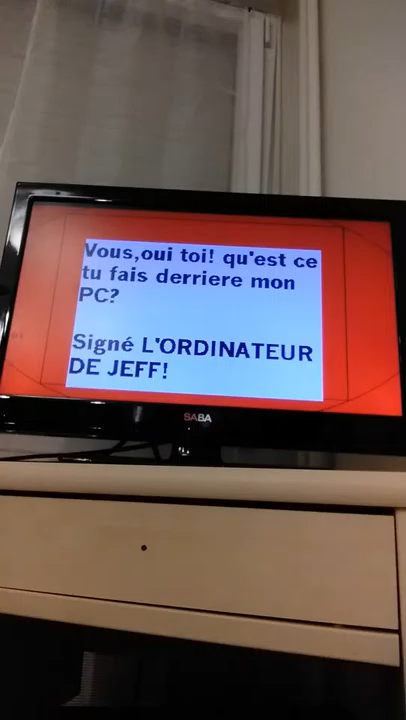 Vous,oui toi! qu'est ce
tu fais derriere mon
PC?
Signé L'ORDINATEUR
DE JEFF!
SABA